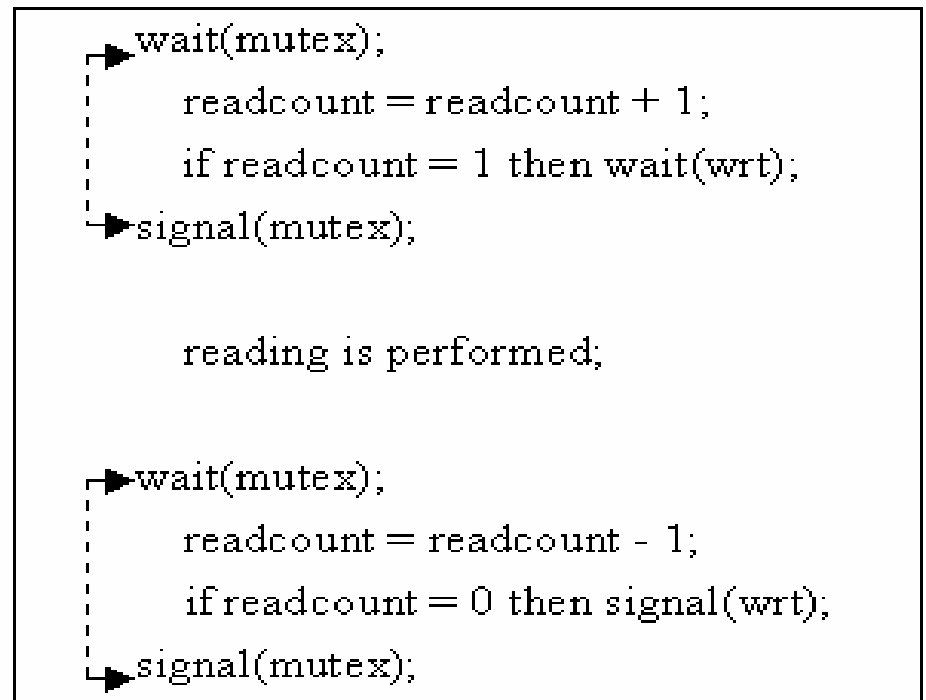 wait(mutex);
readcount = readcount + 1;
if readcount = 1 then wait(wrt);
signal(mutex);
reading is performed;
wait(mutex);
readcount = readcount - 1;
if readcount = 0 then signal(wrt);
signal(mutex);